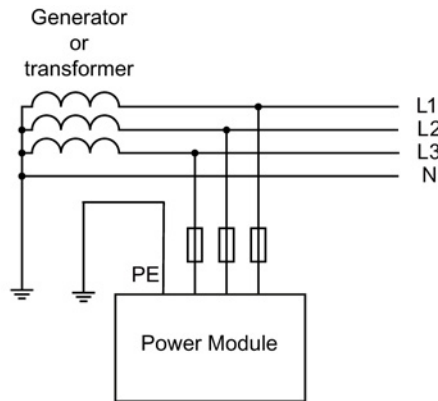 Generator
or
transformer
L1
L2
L3
N
PE
Power Module